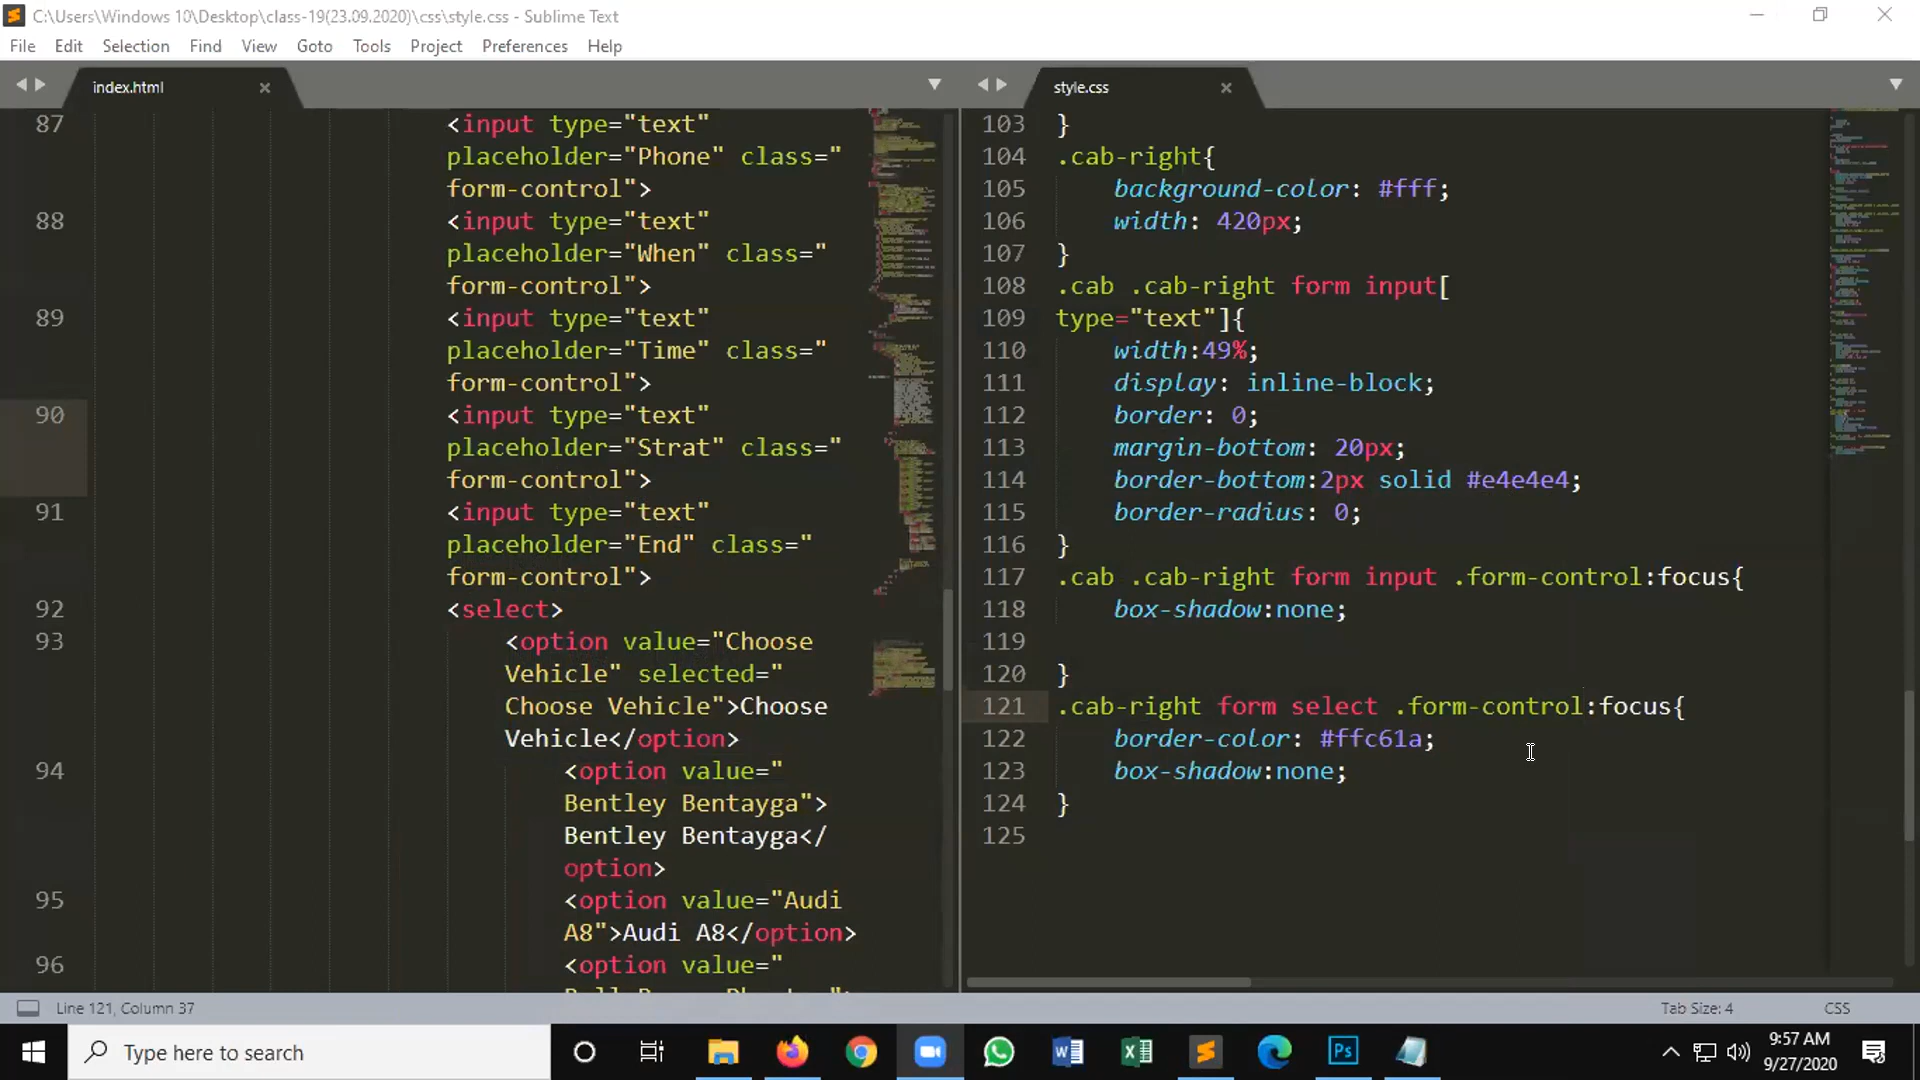 C:\Users\Windows 10\Desktop\class-19(23.09.2020)\css\style.css - Sublime Text
File Edit Selection Find View Goto Tools Project Preferences Help
index.html
87 <input type="text"
placeholder="Phone" class="
form-control">
88 <input type="text"
placeholder="When" class="
form-control">
89 <input type="text"
placeholder="Time" class="
form-control">
90 <input type="text"
placeholder="Strat" class="
form-control">
91 <input type="text"
placeholder="End" class="
form-control">
92 <select>
93 <option value="Choose
Vehicle" selected="
Choose Vehicle">Choose
Vehicle</option>
94 <option value="
Bentley Bentayga">
Bentley Bentayga</
option>
95 <option value="Audi
A8">Audi A8</option>
96 <option value="
style.css
103 }
104 .cab-right{
105 background-color: #fff;
106 width: 420px;
107 }
108 .cab .cab-right form input[
109 type="text"]{
110 width:49%;
111 display: inline-block;
112 border: 0;
113 margin-bottom: 20px;
114 border-bottom:2px solid #e4e4e4;
115 border-radius: 0;
116 }
117 .cab .cab-right form input .form-control:focus{
118 box-shadow:none;
119
120 }
121 .cab-right form select .form-control:focus{
122 border-color: #ffc61a;
123 box-shadow:none;
124 }
125
Line 121, Column 37 Tab Size: 4 CSS
Type here to search
9:57 AM
9/27/2020